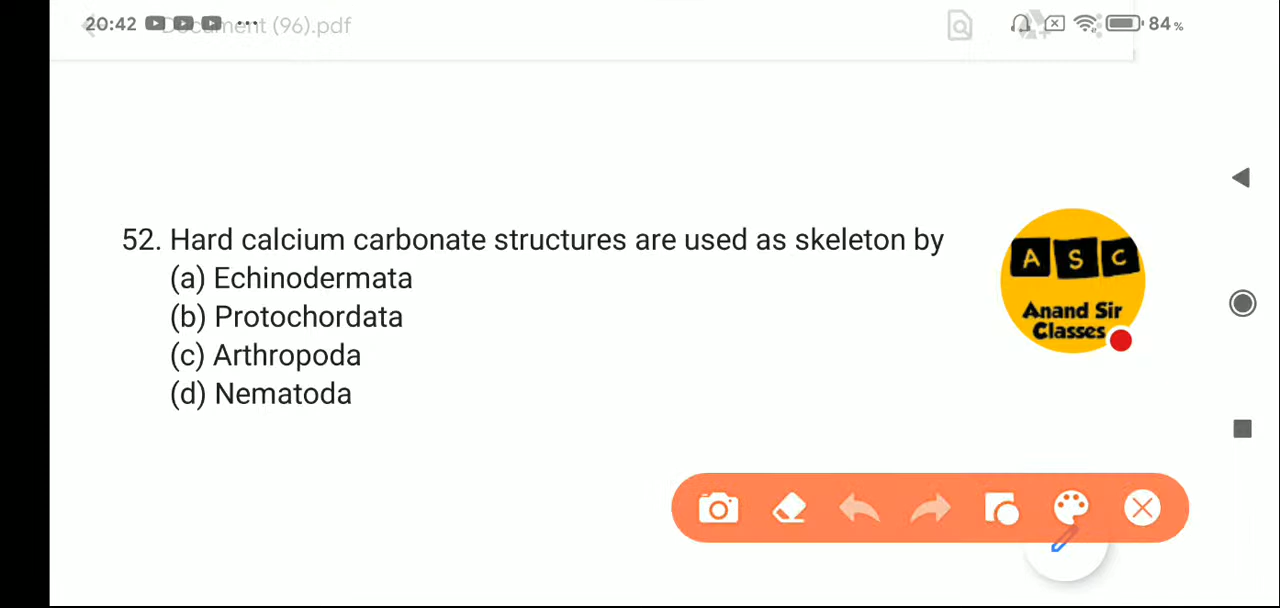 20:42 Document (96).pdf 84%
52. Hard calcium carbonate structures are used as skeleton by
(a) Echinodermata
(b) Protochordata
(c) Arthropoda
(d) Nematoda
A S C
Anand Sir
Classes